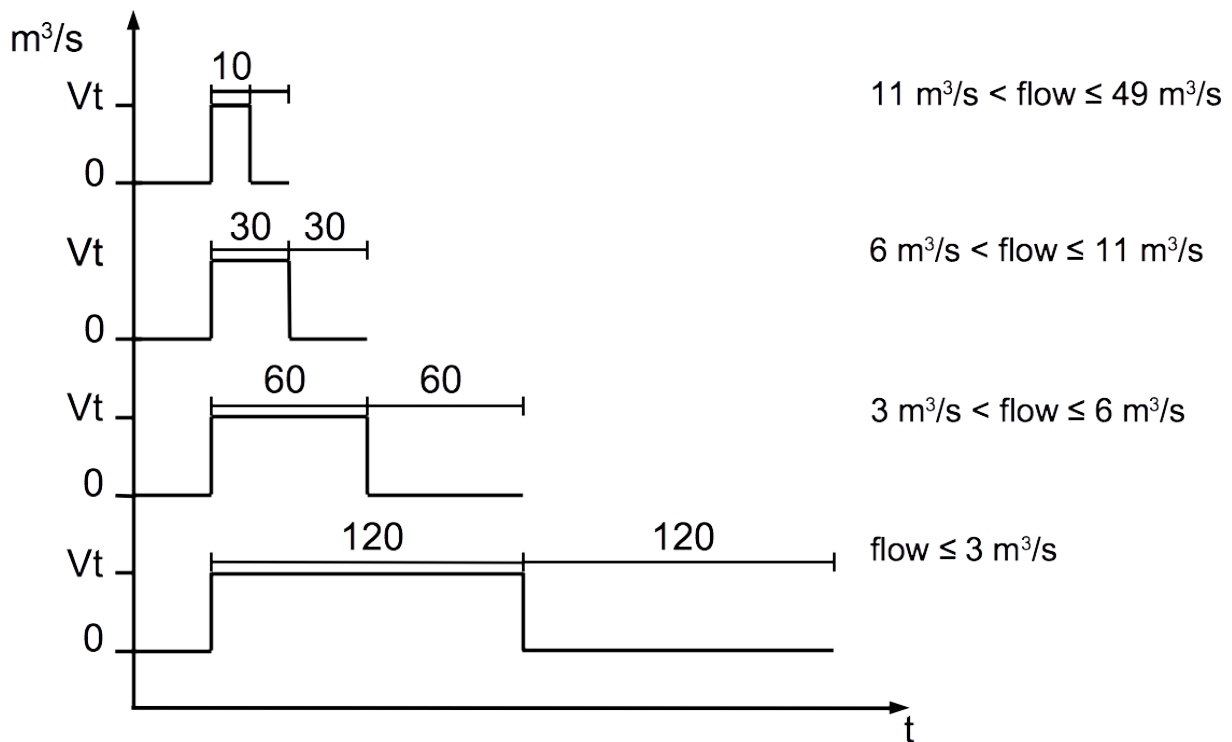 m³/s
10
Vt
11 m³/s < flow ≤ 49 m³/s
0
30 30
Vt
6 m³/s < flow ≤ 11 m³/s
0
60 60
Vt
3 m³/s < flow ≤ 6 m³/s
0
120 120
Vt
flow ≤ 3 m³/s
0
t